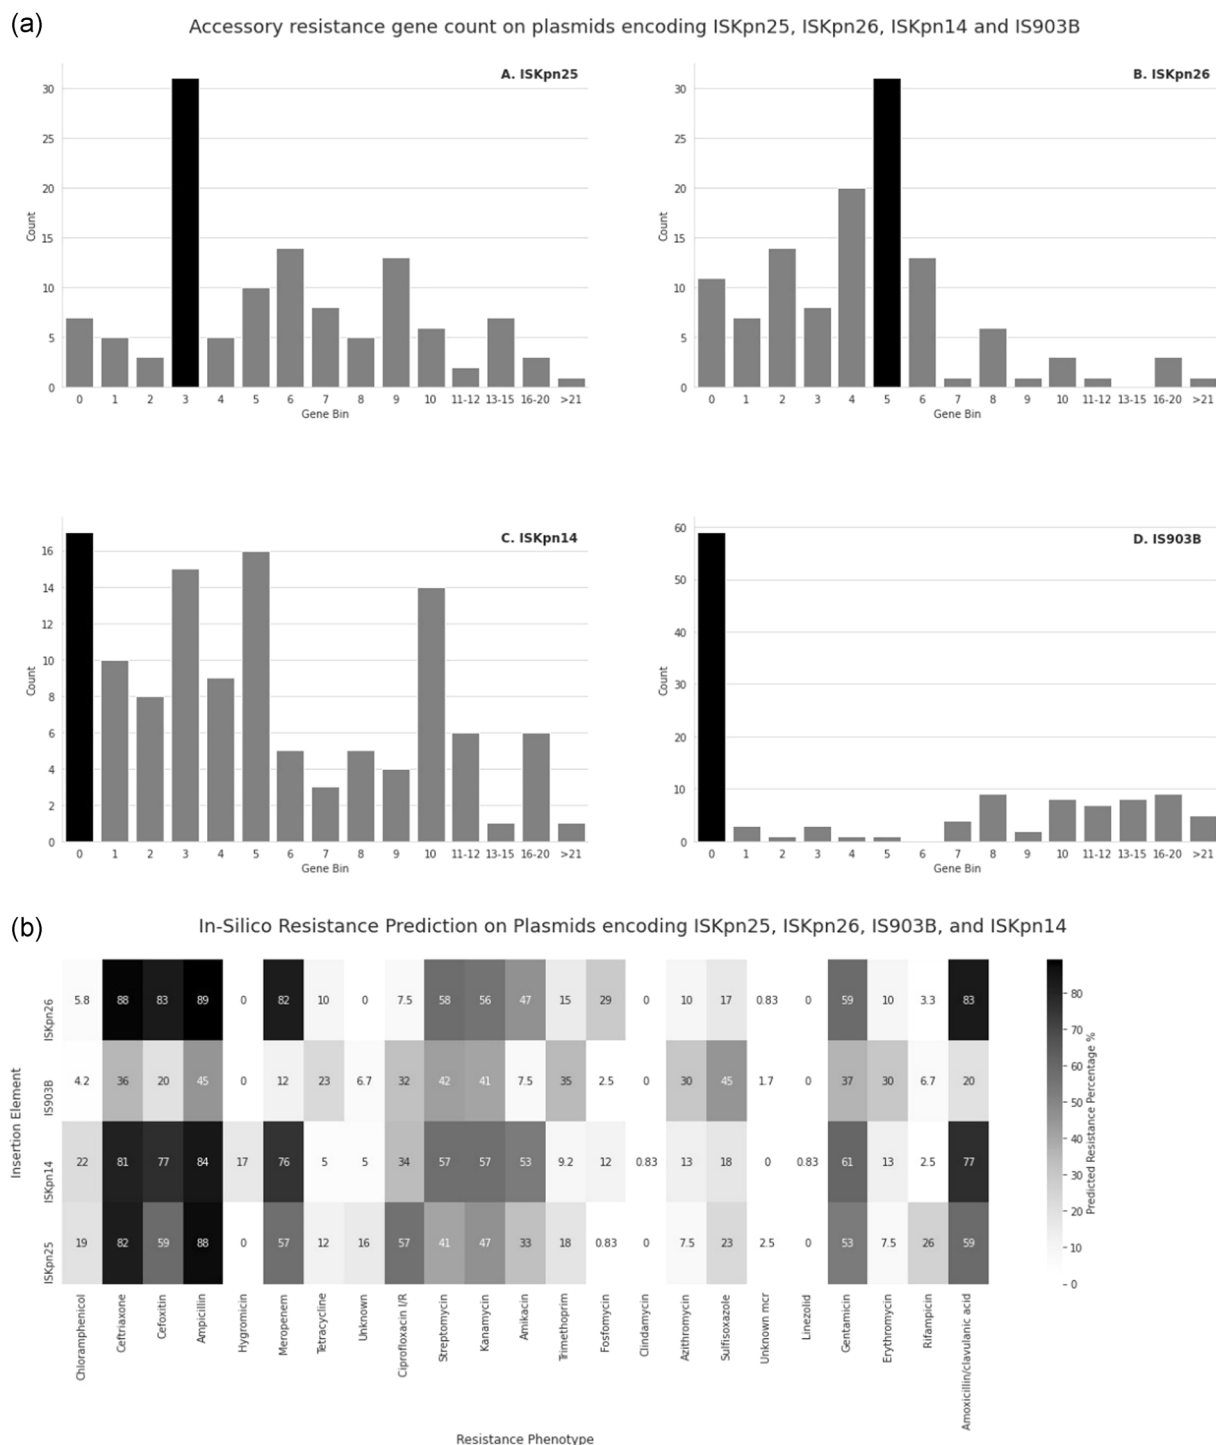 (a)
Accessory resistance gene count on plasmids encoding ISKpn25, ISKpn26, ISKpn14 and IS903B
A. ISKpn25
30
25
20
15
10
5
0
Count
0 1 2 3 4 5 6 7 8 9 10 11-12 13-15 16-20 >21
Gene Bin
B. ISKpn26
30
25
20
15
10
5
0
Count
0 1 2 3 4 5 6 7 8 9 10 11-12 13-15 16-20 >21
Gene Bin
C. ISKpn14
16
14
12
10
8
6
4
2
0
Count
0 1 2 3 4 5 6 7 8 9 10 11-12 13-15 16-20 >21
Gene Bin
D. IS903B
60
50
40
30
20
10
0
Count
0 1 2 3 4 5 6 7 8 9 10 11-12 13-15 16-20 >21
Gene Bin
(b)
In-Silico Resistance Prediction on Plasmids encoding ISKpn25, ISKpn26, IS903B, and ISKpn14
Insertion Element
ISKpn26 5.8 88 83 89 0 82 10 0 7.5 58 56 47 15 29 0 10 17 0.83 0 59 10 3.3 83
IS903B 4.2 36 20 45 0 12 23 6.7 32 42 41 7.5 35 2.5 0 30 45 1.7 0 37 30 6.7 20
ISKpn14 22 81 77 84 17 76 5 5 34 57 57 53 9.2 12 0.83 13 18 0 0.83 61 13 2.5 77
ISKpn25 19 82 59 88 0 57 12 16 57 41 47 33 18 0.83 0 7.5 23 2.5 0 53 7.5 26 59
Chloramphenicol
Ceftriaxone
Cefoxitin
Ampicillin
Hygromicin
Meropenem
Tetracycline
Unknown
Ciprofloxacin I/R
Streptomycin
Kanamycin
Amikacin
Trimethoprim
Fosfomycin
Clindamycin
Azithromycin
Sulfisoxazole
Unknown mcr
Linezolid
Gentamicin
Erythromycin
Rifampicin
Amoxicillin/clavulanic acid
Resistance Phenotype
80
70
60
50
40
30
20
10
0
Predicted Resistance Percentage %